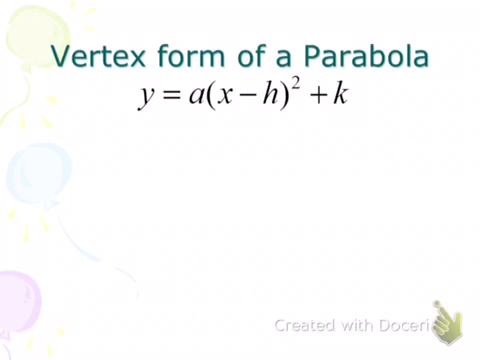 Vertex form of a Parabola
y = a(x − h)² + k
Created with Doceri